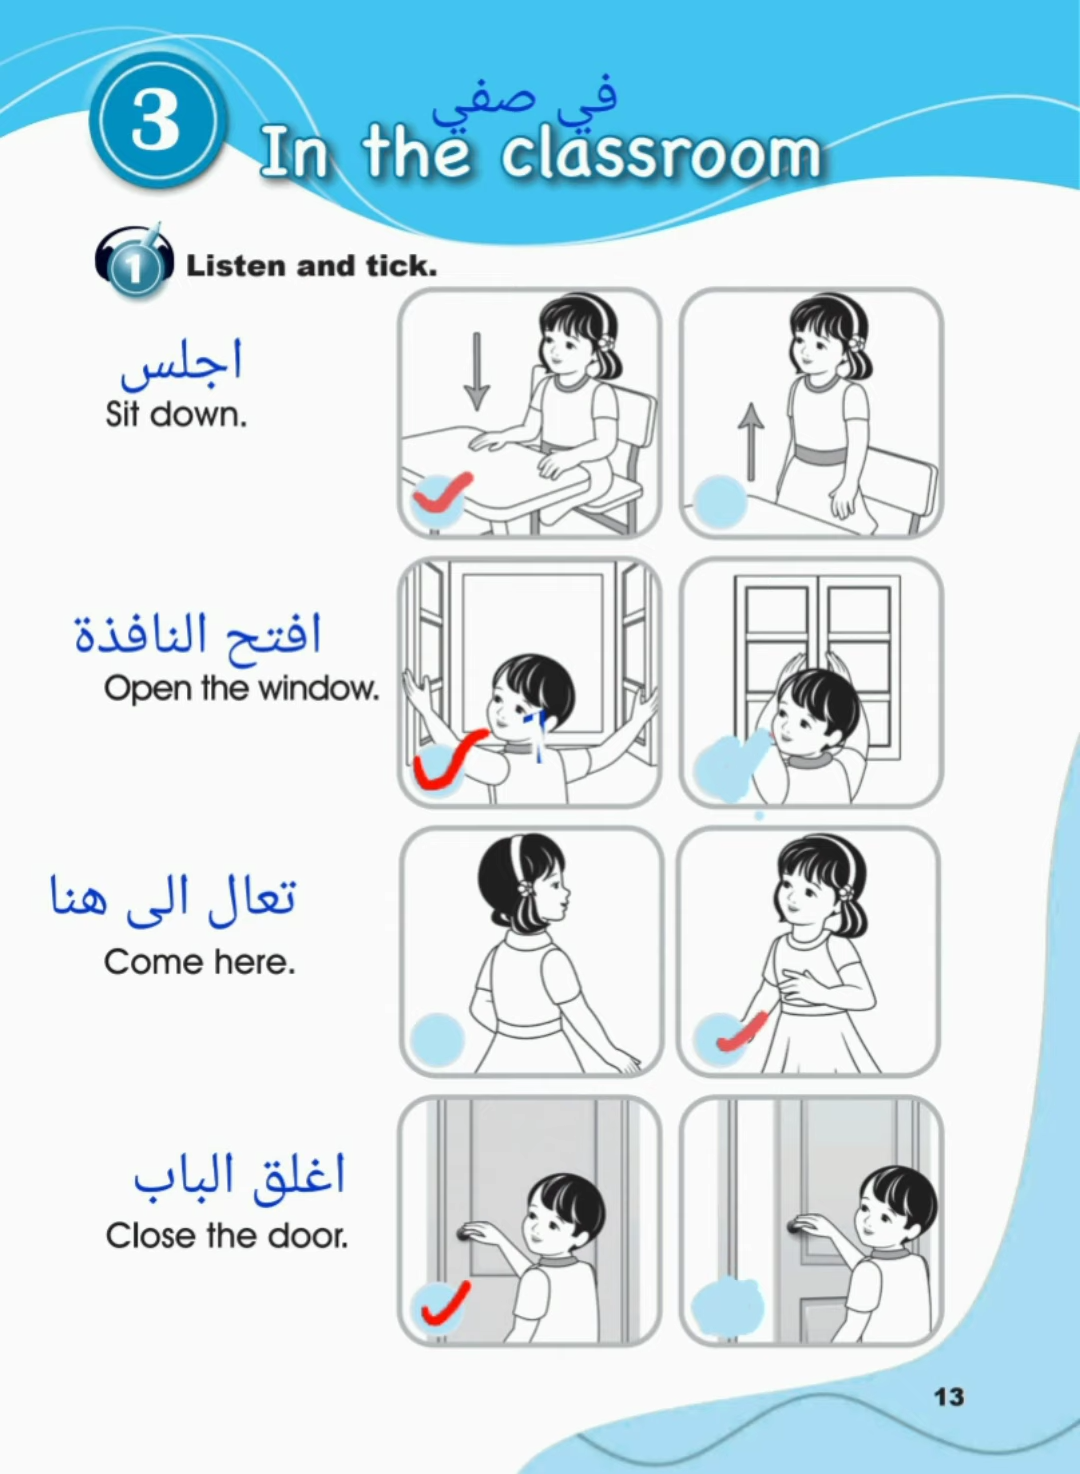 3
في صفي
In the classroom
1 Listen and tick.
اجلس
Sit down.
افتح النافذة
Open the window.
تعال الى هنا
Come here.
اغلق الباب
Close the door.
13